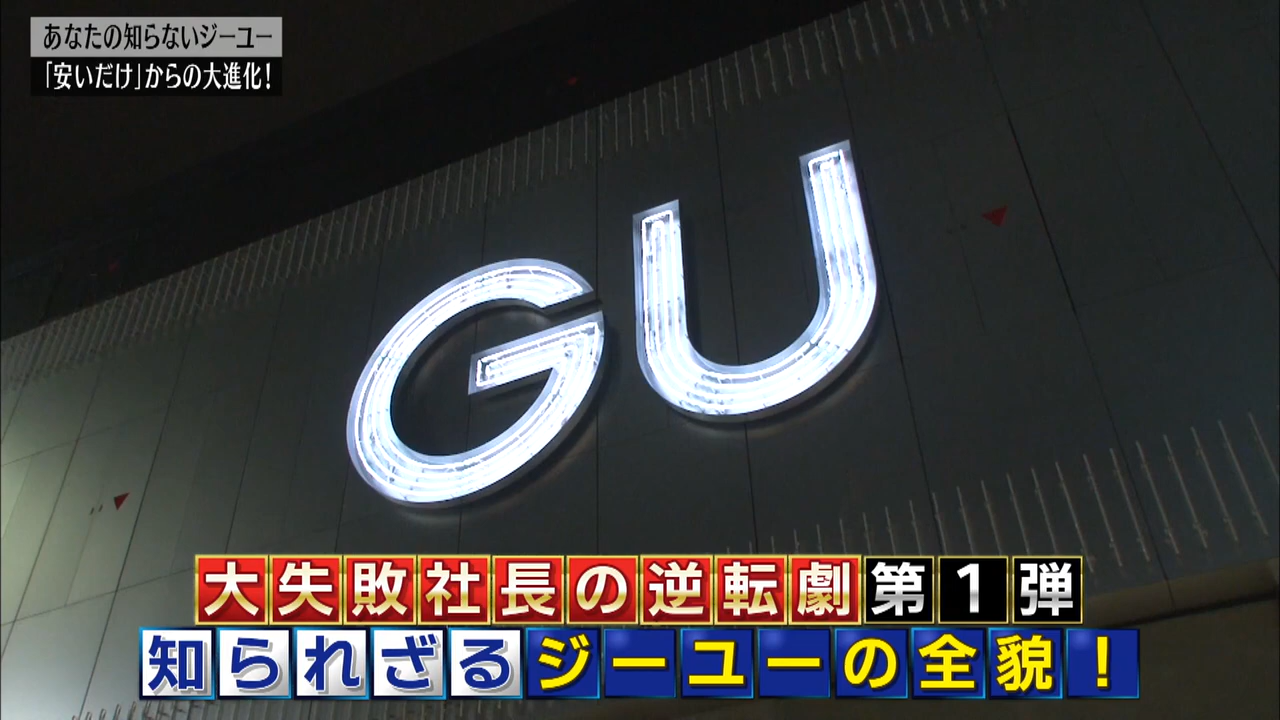 あなたの知らないジーユー
「安いだけ」からの大進化！
GU
大失敗社長の逆転劇第1弾
知られざるジーユーの全貌！